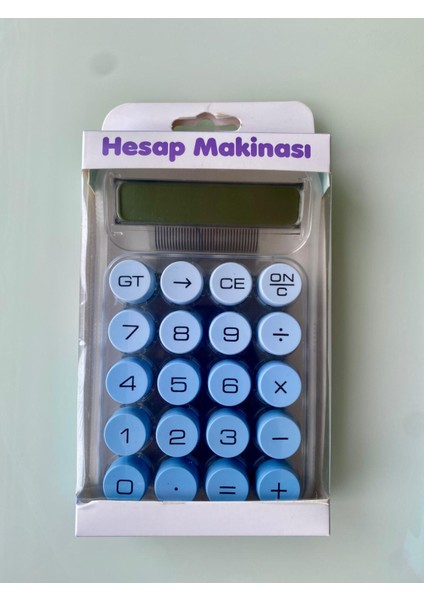 Hesap Makinası
GT → CE ON/C
7 8 9 ÷
4 5 6 x
1 2 3 −
0 . = +